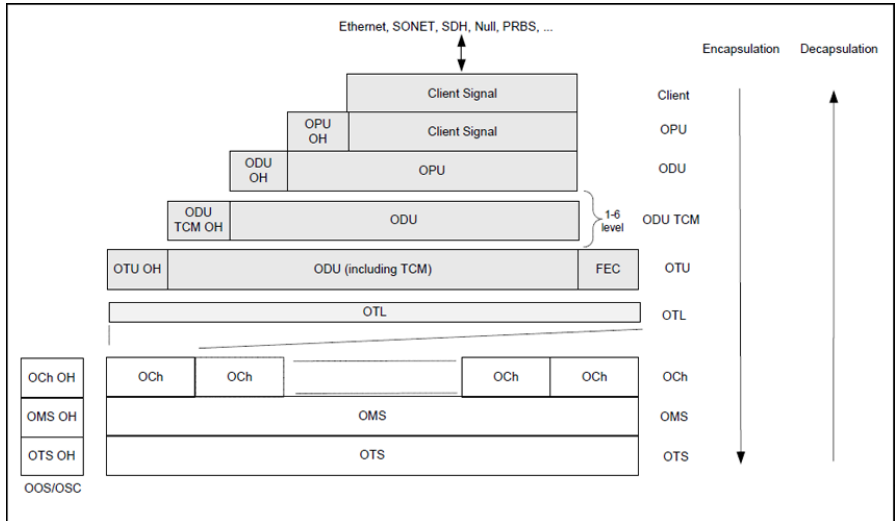 Ethernet, SONET, SDH, Null, PRBS, ...
Encapsulation
Decapsulation
Client Signal
Client
OPU
OH
Client Signal
OPU
ODU
OH
OPU
ODU
ODU
TCM OH
ODU
1-6
level
ODU TCM
OTU OH
ODU (including TCM)
FEC
OTU
OTL
OTL
OCh OH
OCh
OCh
OCh
OCh
OCh
OMS OH
OMS
OMS
OTS OH
OTS
OTS
OOS/OSC